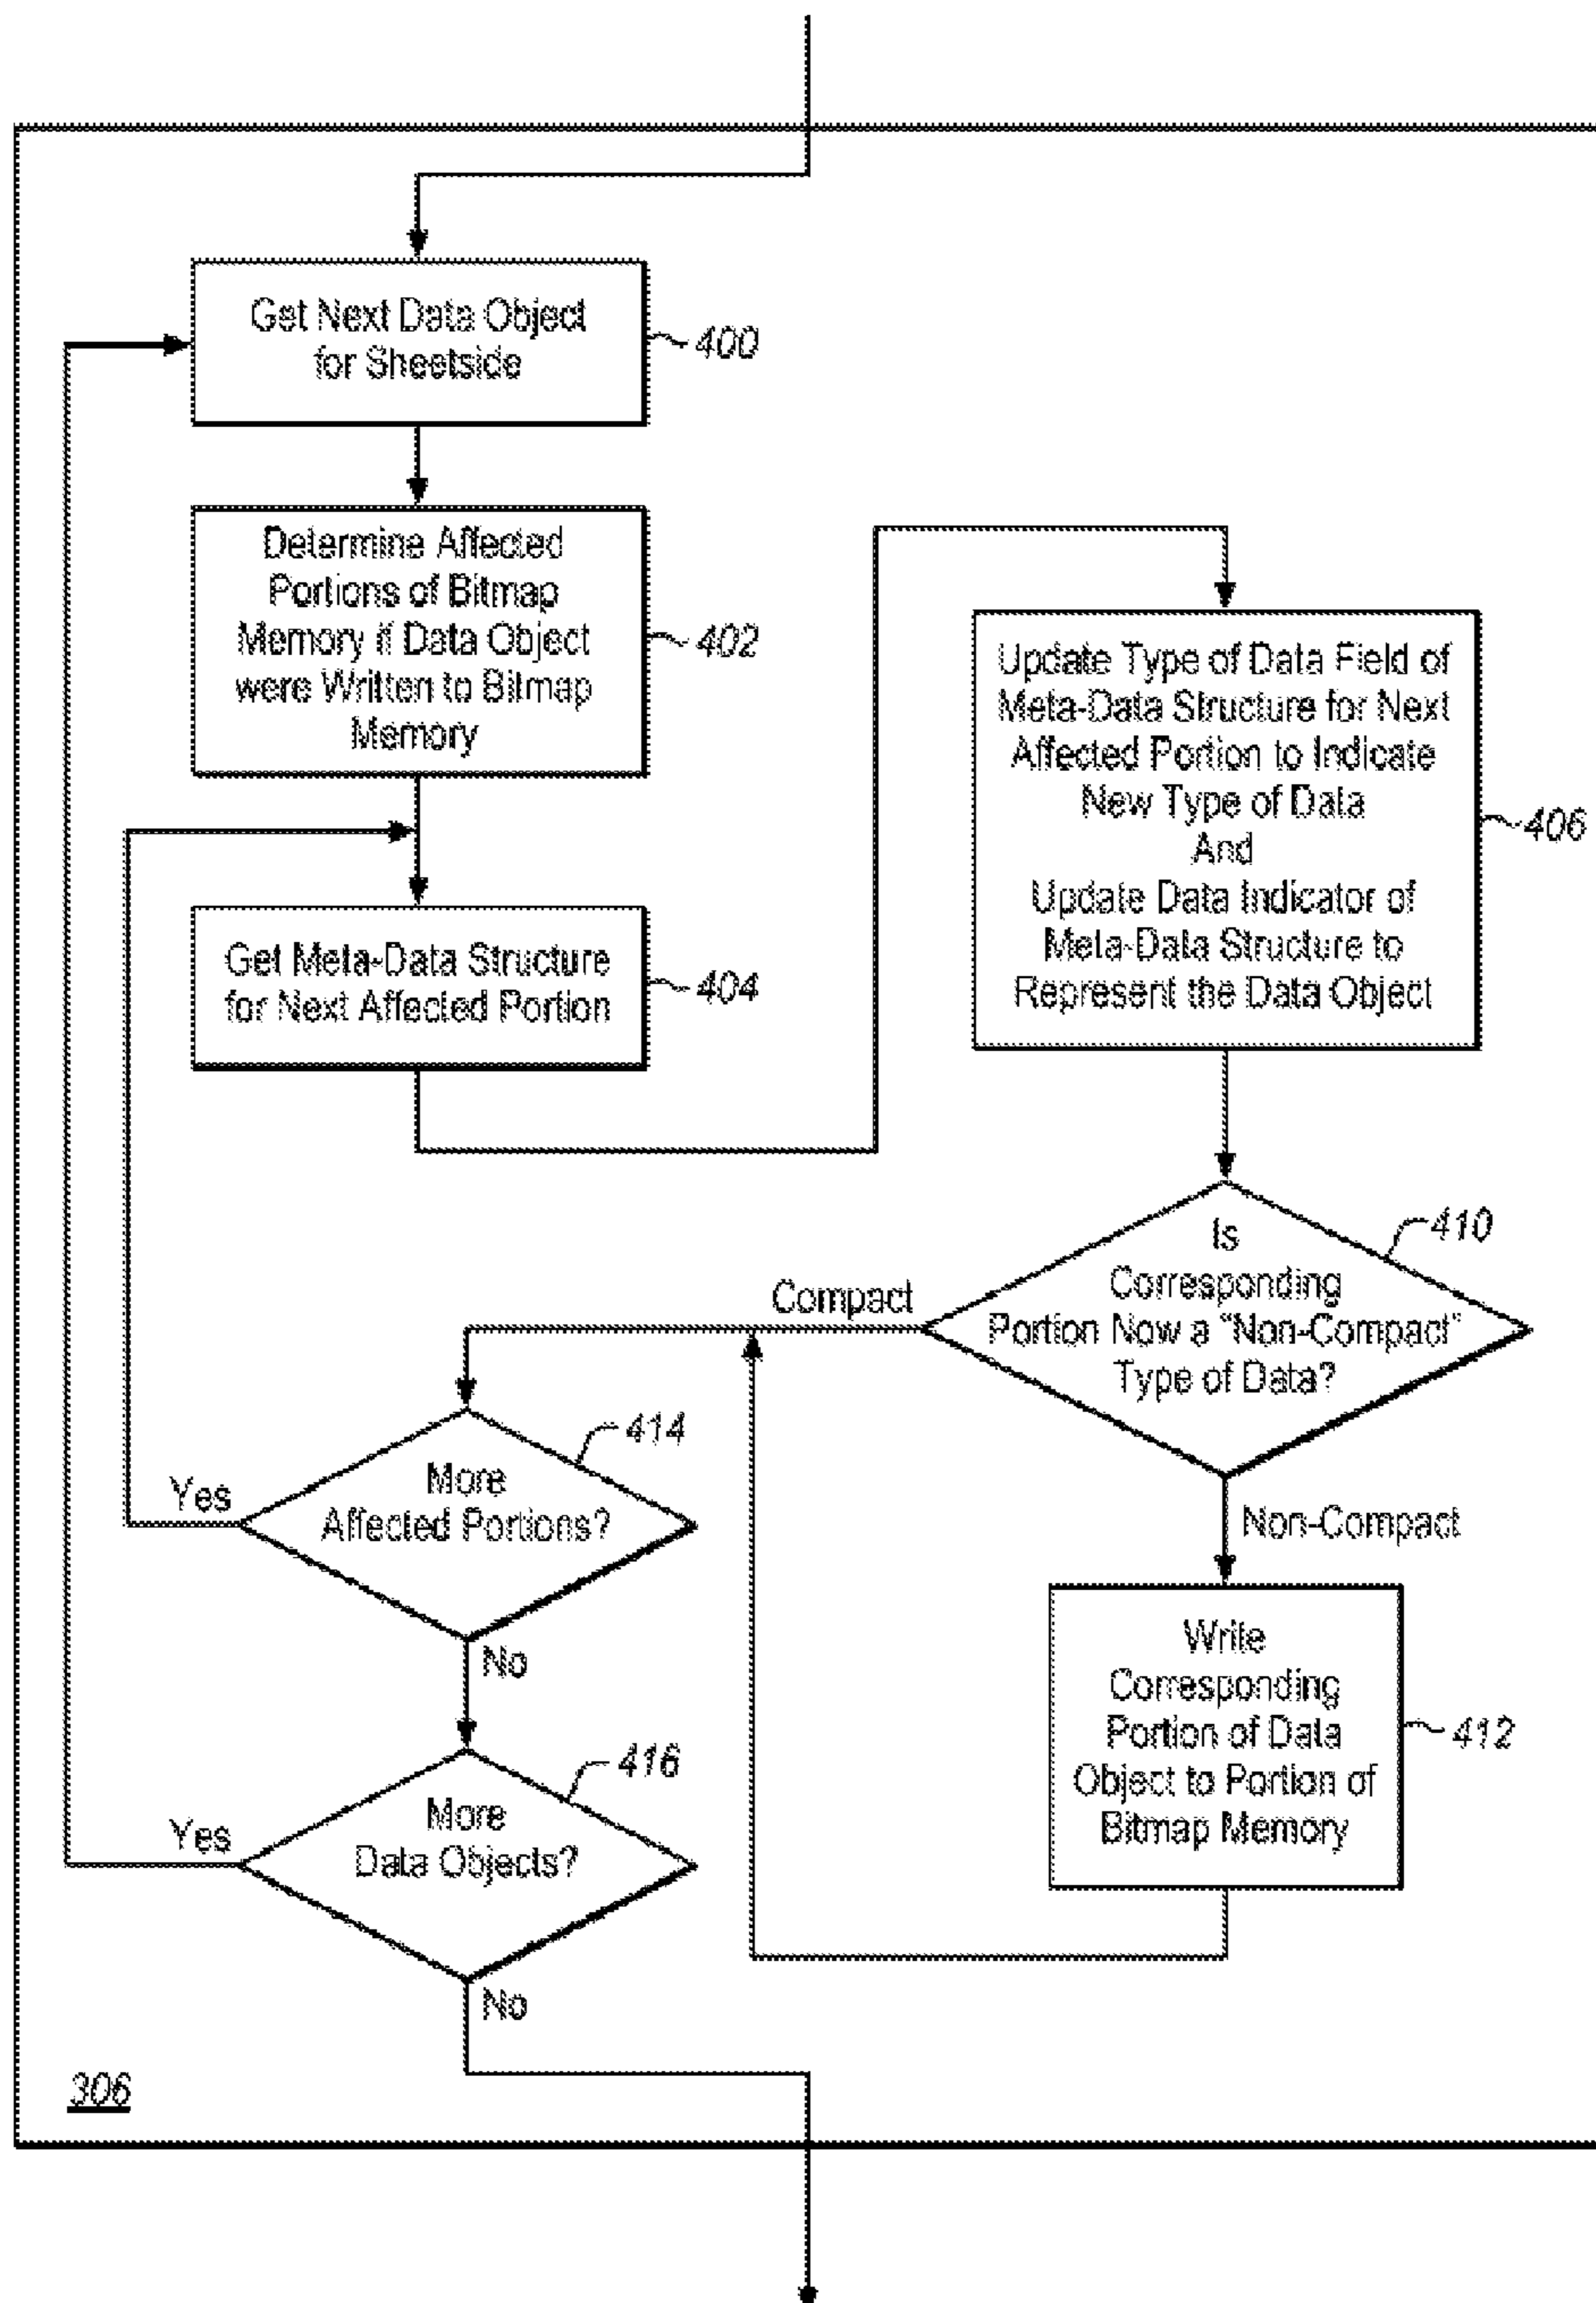 Get Next Data Object
for Sheetside
400
Determine Affected
Portions of Bitmap
Memory if Data Object
were Written to Bitmap
Memory
402
Get Meta-Data Structure
for Next Affected Portion
404
Update Type of Data Field of
Meta-Data Structure for Next
Affected Portion to Indicate
New Type of Data
And
Update Data Indicator of
Meta-Data Structure to
Represent the Data Object
406
Is
Corresponding
Portion Now a "Non-Compact"
Type of Data?
410
Compact
Non-Compact
Write
Corresponding
Portion of Data
Object to Portion of
Bitmap Memory
412
More
Affected Portions?
414
Yes
No
More
Data Objects?
416
Yes
No
306